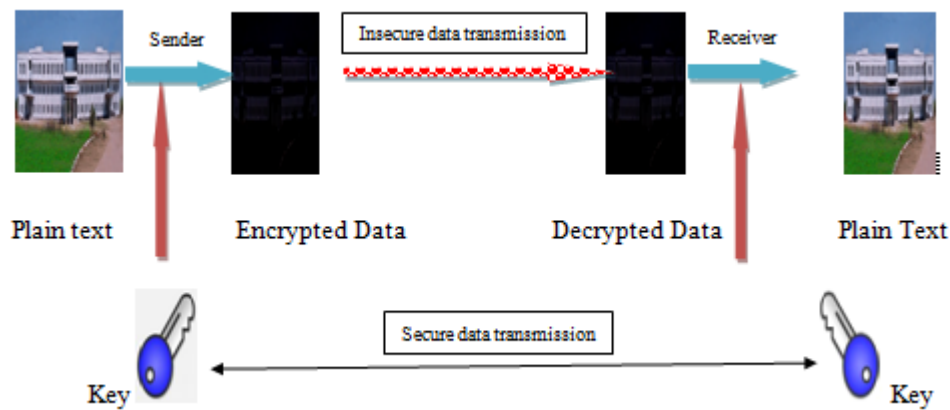 Sender
Insecure data transmission
Receiver
Plain text
Encrypted Data
Decrypted Data
Plain Text
Secure data transmission
Key
Key